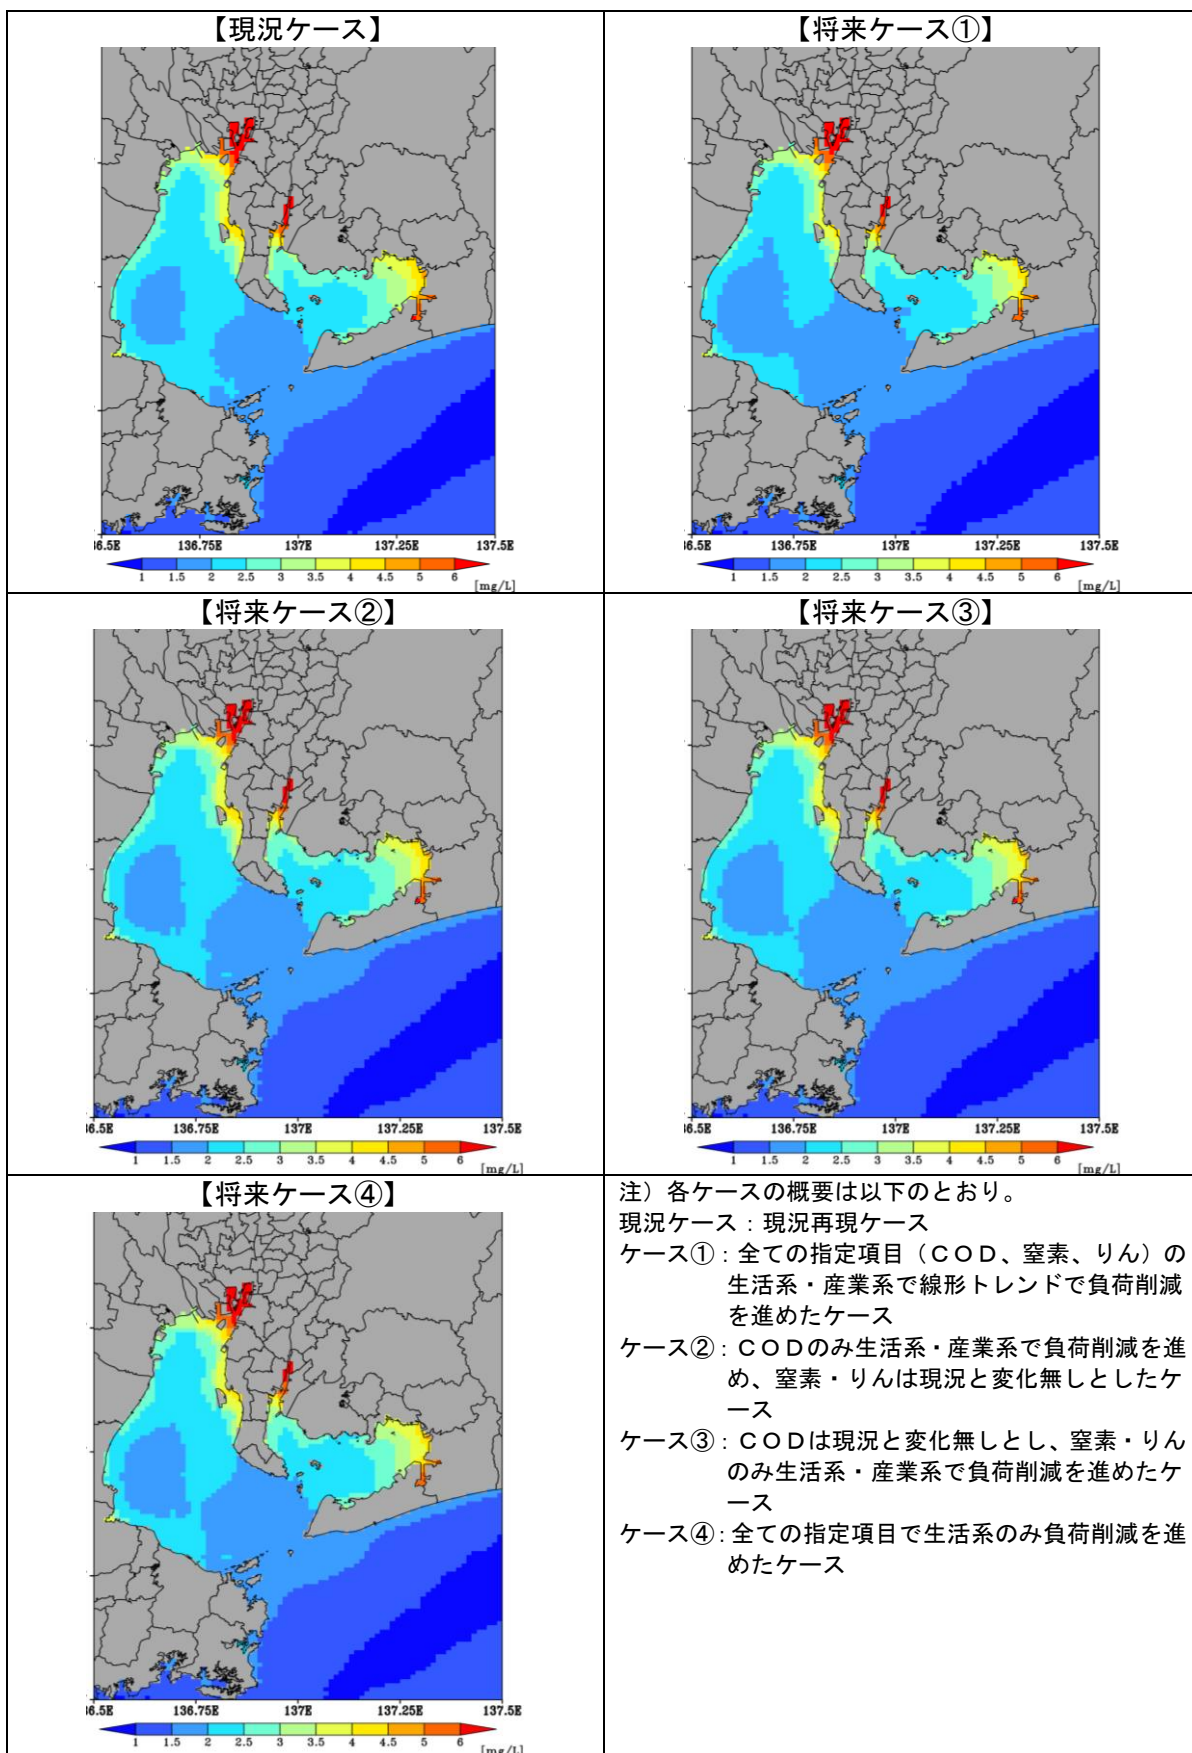 【現況ケース】
【将来ケース①】
36.5E 136.75E 137E 137.25E 137.5E
1 1.5 2 2.5 3 3.5 4 4.5 5 6
[mg/L]
36.5E 136.75E 137E 137.25E 137.5E
1 1.5 2 2.5 3 3.5 4 4.5 5 6
[mg/L]
【将来ケース②】
【将来ケース③】
36.5E 136.75E 137E 137.25E 137.5E
1 1.5 2 2.5 3 3.5 4 4.5 5 6
[mg/L]
36.5E 136.75E 137E 137.25E 137.5E
1 1.5 2 2.5 3 3.5 4 4.5 5 6
[mg/L]
【将来ケース④】
36.5E 136.75E 137E 137.25E 137.5E
1 1.5 2 2.5 3 3.5 4 4.5 5 6
[mg/L]
注）各ケースの概要は以下のとおり。
現況ケース：現況再現ケース
ケース①：全ての指定項目（ＣＯＤ、窒素、りん）の
生活系・産業系で線形トレンドで負荷削減
を進めたケース
ケース②：ＣＯＤのみ生活系・産業系で負荷削減を進
め、窒素・りんは現況と変化無しとしたケ
ース
ケース③：ＣＯＤは現況と変化無しとし、窒素・りん
のみ生活系・産業系で負荷削減を進めたケ
ース
ケース④：全ての指定項目で生活系のみ負荷削減を進
めたケース